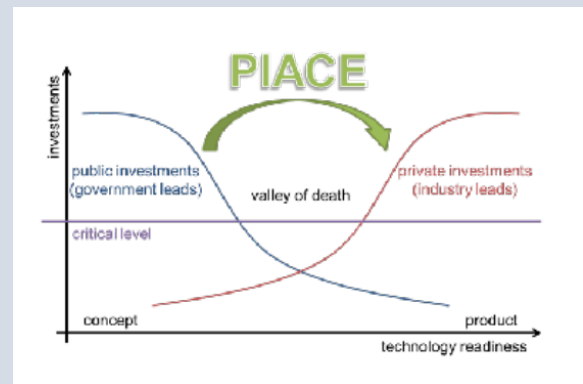 PIACE
investments
public investments
(government leads)
valley of death
private investments
(industry leads)
critical level
concept
product
technology readiness